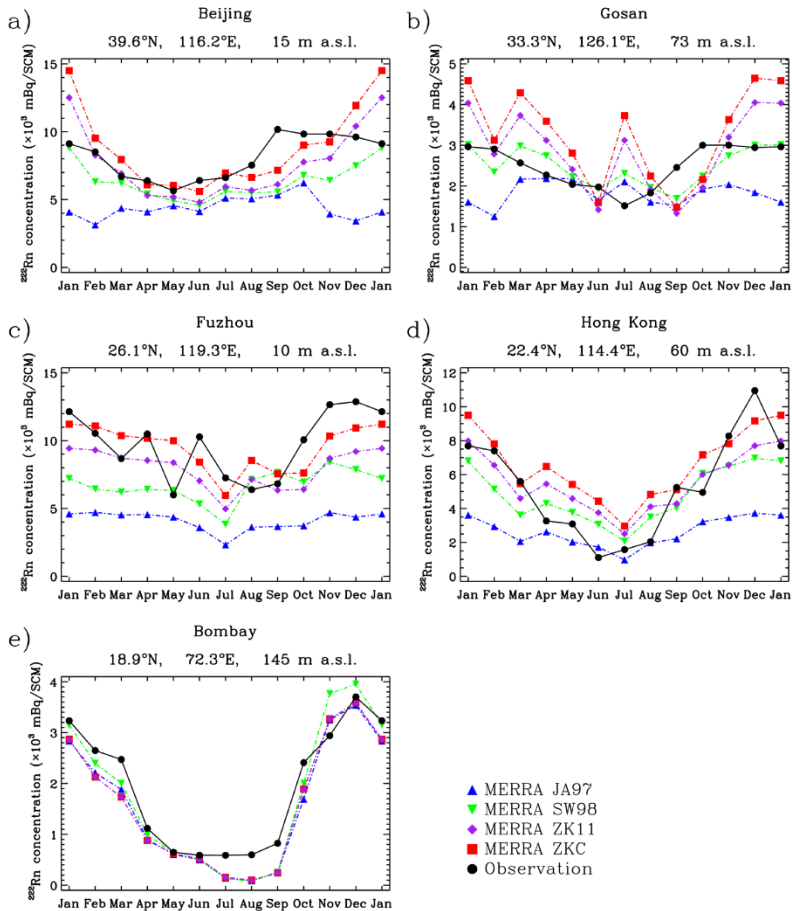 a) Beijing
39.6°N, 116.2°E, 15 m a.s.l.
15
10
5
0
²²²Rn concentration (×10³ mBq/SCM)
Jan Feb Mar Apr May Jun Jul Aug Sep Oct Nov Dec Jan
b) Gosan
33.3°N, 126.1°E, 73 m a.s.l.
5
4
3
2
1
0
²²²Rn concentration (×10³ mBq/SCM)
Jan Feb Mar Apr May Jun Jul Aug Sep Oct Nov Dec Jan
c) Fuzhou
26.1°N, 119.3°E, 10 m a.s.l.
15
10
5
0
²²²Rn concentration (×10³ mBq/SCM)
Jan Feb Mar Apr May Jun Jul Aug Sep Oct Nov Dec Jan
d) Hong Kong
22.4°N, 114.4°E, 60 m a.s.l.
12
10
8
6
4
2
0
²²²Rn concentration (×10³ mBq/SCM)
Jan Feb Mar Apr May Jun Jul Aug Sep Oct Nov Dec Jan
e) Bombay
18.9°N, 72.3°E, 145 m a.s.l.
4
3
2
1
0
²²²Rn concentration (×10³ mBq/SCM)
Jan Feb Mar Apr May Jun Jul Aug Sep Oct Nov Dec Jan
MERRA JA97
MERRA SW98
MERRA ZK11
MERRA ZKC
Observation